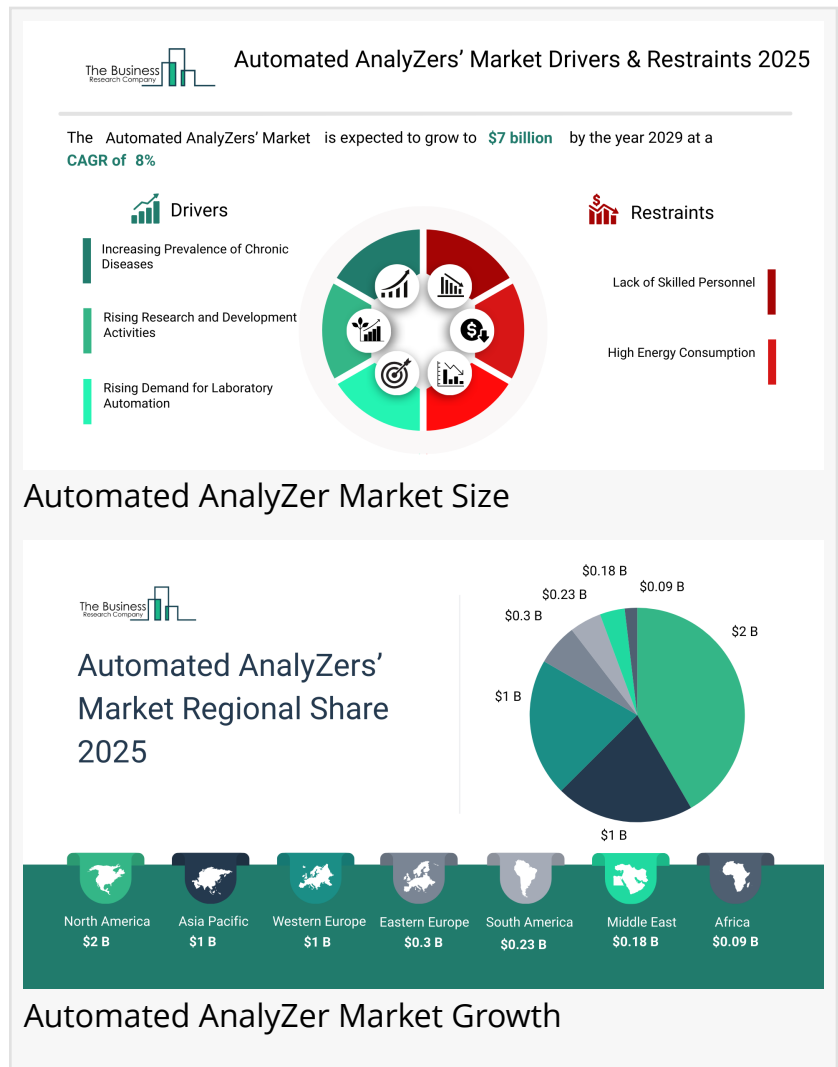 The Business
Research Company
Automated AnalyZers’ Market Drivers & Restraints 2025
The Automated AnalyZers’ Market is expected to grow to $7 billion by the year 2029 at a
CAGR of 8%
Drivers
Increasing Prevalence of Chronic
Diseases
Rising Research and Development
Activities
Rising Demand for Laboratory
Automation
Restraints
Lack of Skilled Personnel
High Energy Consumption
Automated AnalyZer Market Size
The Business
Research Company
Automated AnalyZers’
Market Regional Share
2025
$0.18 B
$0.09 B
$0.23 B
$0.3 B
$2 B
$1 B
$1 B
North America
$2 B
Asia Pacific
$1 B
Western Europe
$1 B
Eastern Europe
$0.3 B
South America
$0.23 B
Middle East
$0.18 B
Africa
$0.09 B
Automated AnalyZer Market Growth